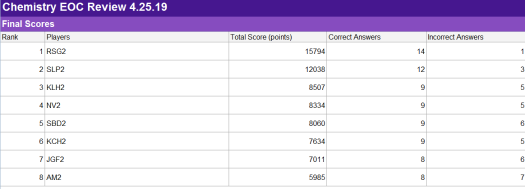 Chemistry EOC Review 4.25.19
Final Scores
Rank Players Total Score (points) Correct Answers Incorrect Answers
1 RSG2 15794 14 1
2 SLP2 12038 12 3
3 KLH2 8507 9 5
4 NV2 8334 9 5
5 SBD2 8060 9 6
6 KCH2 7634 9 5
7 JGF2 7011 8 6
8 AM2 5985 8 7